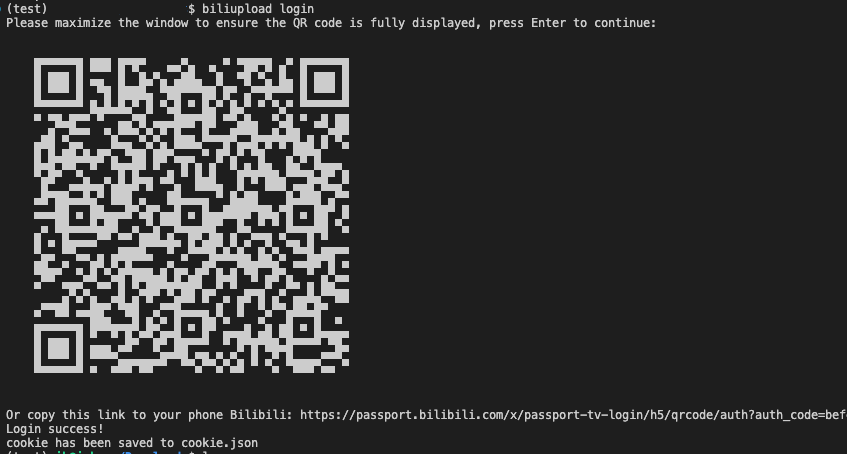 (test) $ biliupload login
Please maximize the window to ensure the QR code is fully displayed, press Enter to continue:
Or copy this link to your phone Bilibili: https://passport.bilibili.com/x/passport-tv-login/h5/qrcode/auth?auth_code=bef
Login success!
cookie has been saved to cookie.json